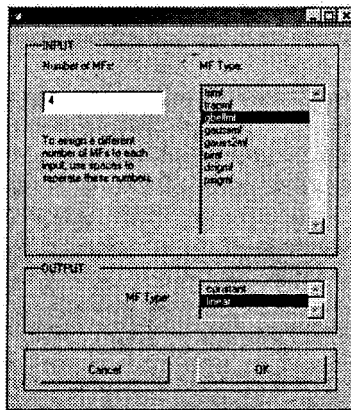 INPUT
Number of MFs:
4
To assign a different
number of MFs to each
input, use spaces to
separate these numbers.
MF Type:
trimf
trapmf
gbellmf
gaussmf
gauss2mf
pimf
dsigmf
psigmf
OUTPUT
MF Type:
constant
linear
Cancel
OK